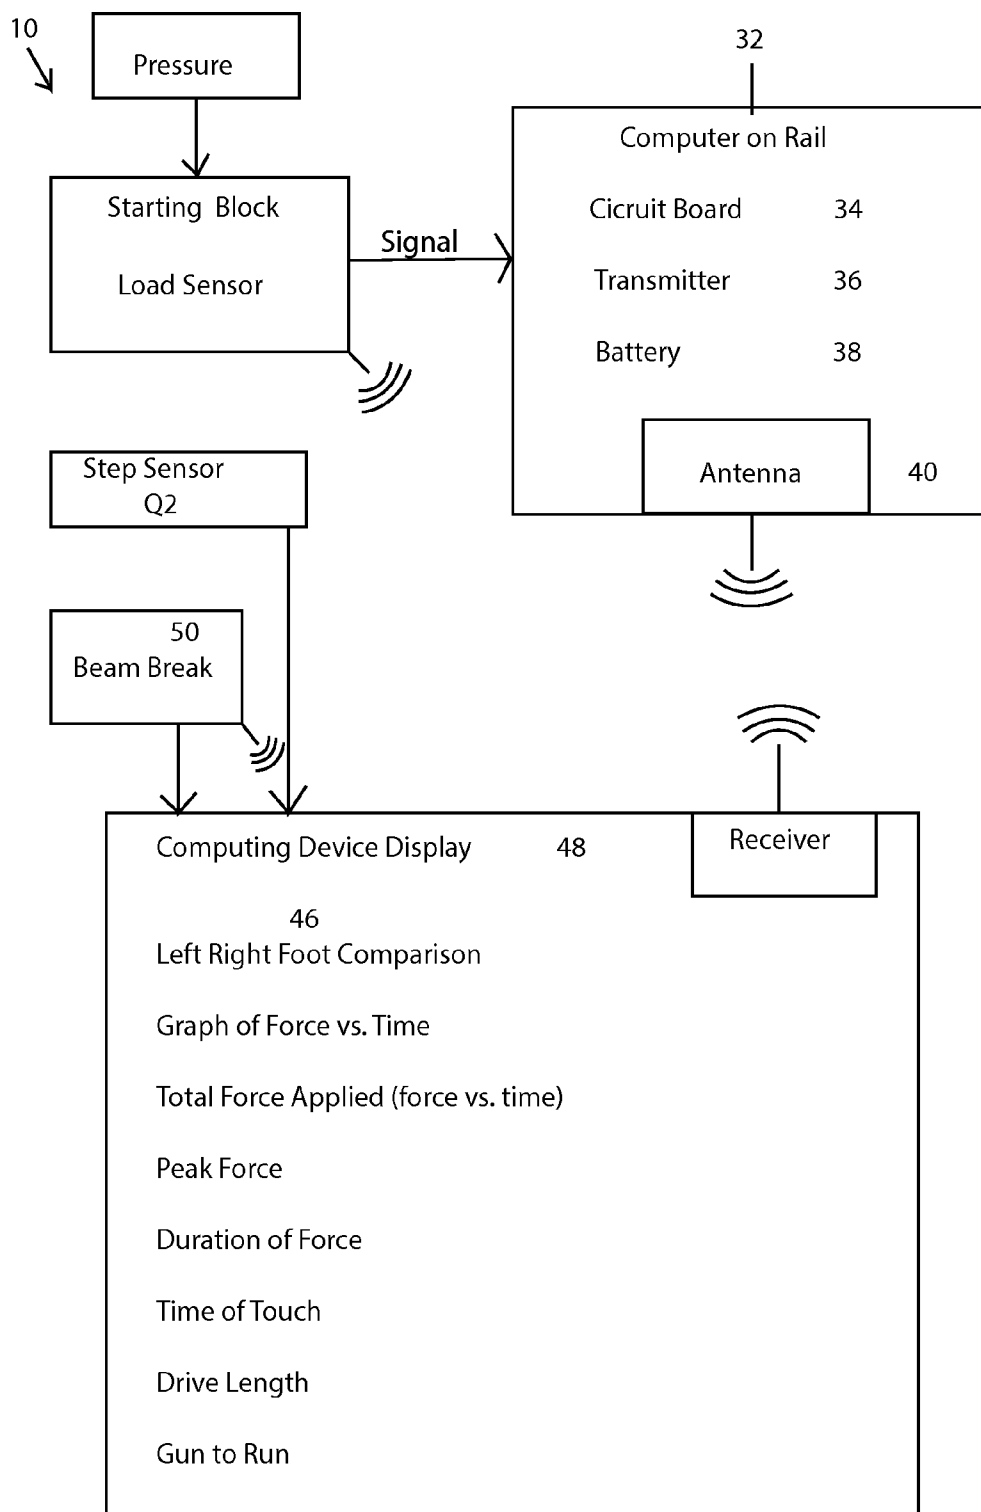 10
Pressure
32
Computer on Rail
Starting Block
Load Sensor
Signal
Cicruit Board 34
Transmitter 36
Battery 38
Antenna 40
Step Sensor
Q2
50
Beam Break
Computing Device Display 48
Receiver
46
Left Right Foot Comparison
Graph of Force vs. Time
Total Force Applied (force vs. time)
Peak Force
Duration of Force
Time of Touch
Drive Length
Gun to Run